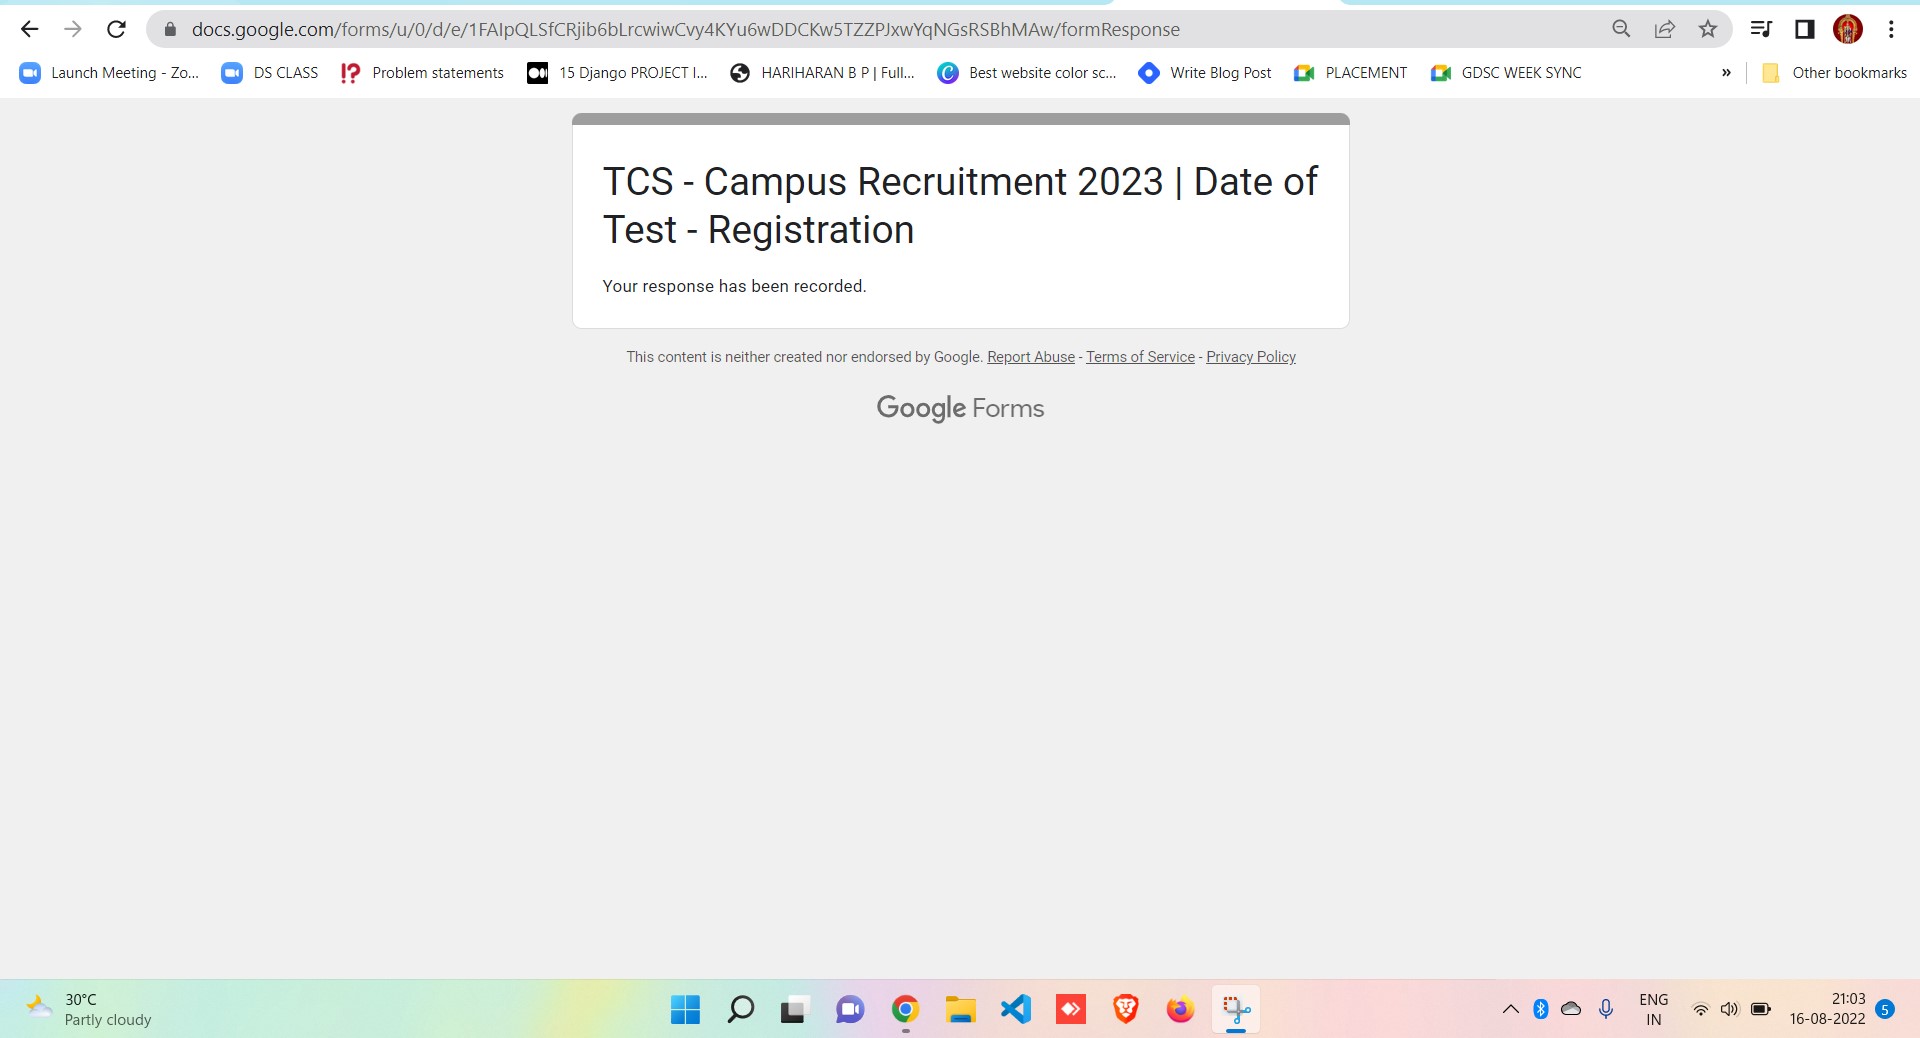 docs.google.com/forms/u/0/d/e/1FAIpQLSfCRjib6bLrcwiwCvy4KYu6wDDCKw5TZZPJxwYqNGsRSBhMAw/formResponse
Launch Meeting - Zo... DS CLASS !? Problem statements 15 Django PROJECT I... HARIHARAN B P | Full... Best website color sc... Write Blog Post PLACEMENT GDSC WEEK SYNC » Other bookmarks
TCS - Campus Recruitment 2023 | Date of
Test - Registration
Your response has been recorded.
This content is neither created nor endorsed by Google. Report Abuse - Terms of Service - Privacy Policy
Google Forms
30°C
Partly cloudy
ENG
IN
21:03
16-08-2022
5